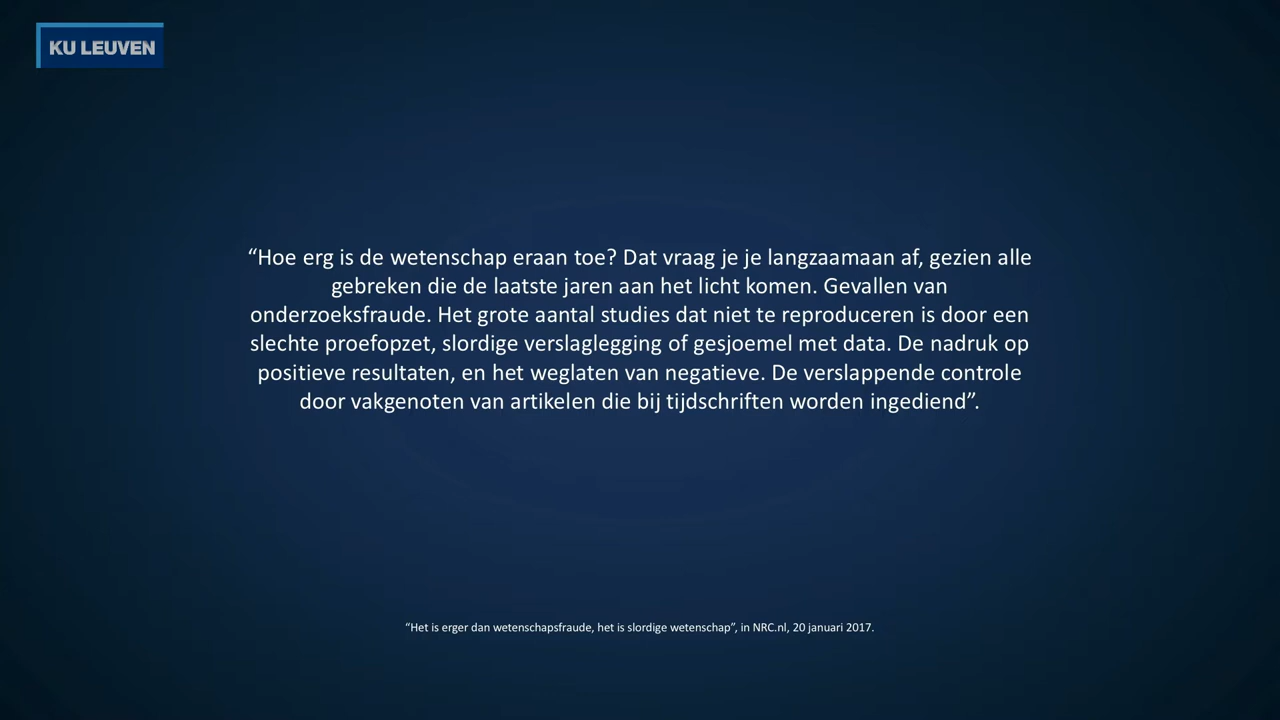 KU LEUVEN
“Hoe erg is de wetenschap eraan toe? Dat vraag je je langzaamaan af, gezien alle
gebreken die de laatste jaren aan het licht komen. Gevallen van
onderzoeksfraude. Het grote aantal studies dat niet te reproduceren is door een
slechte proefopzet, slordige verslaglegging of gesjoemel met data. De nadruk op
positieve resultaten, en het weglaten van negatieve. De verslappende controle
door vakgenoten van artikelen die bij tijdschriften worden ingediend”.
“Het is erger dan wetenschapsfraude, het is slordige wetenschap”, in NRC.nl, 20 januari 2017.